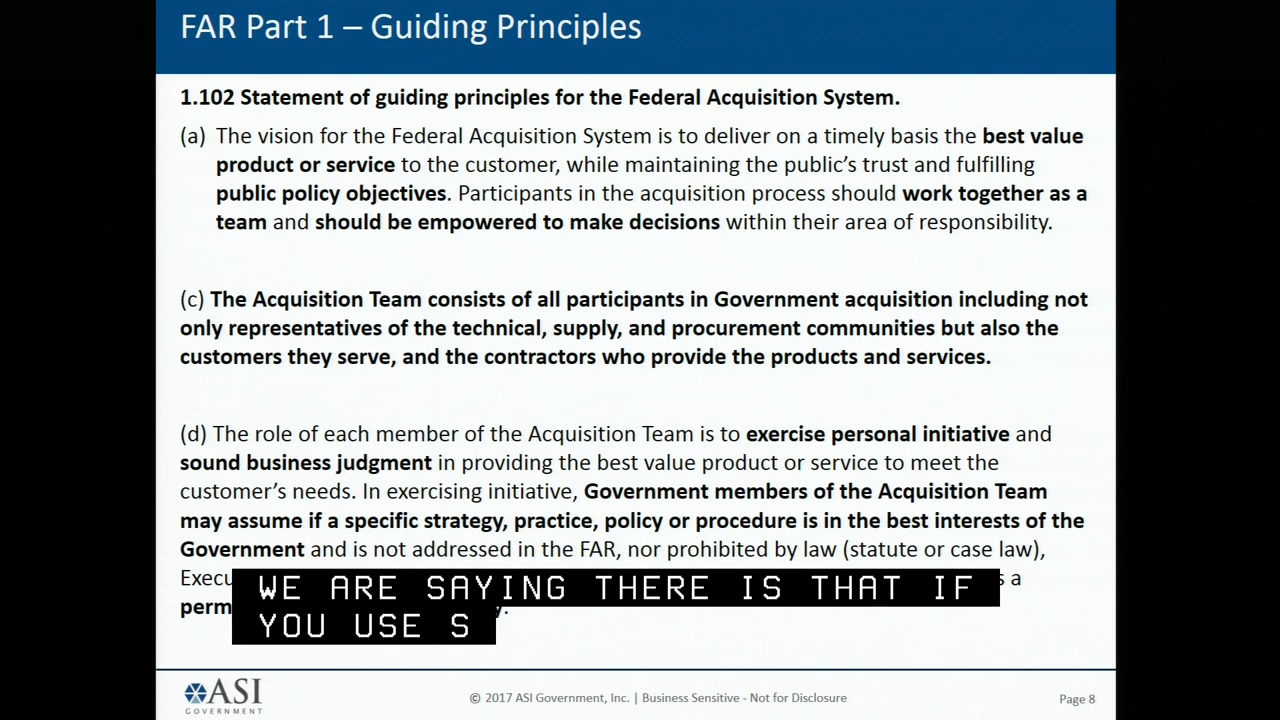 FAR Part 1 – Guiding Principles
1.102 Statement of guiding principles for the Federal Acquisition System.
(a) The vision for the Federal Acquisition System is to deliver on a timely basis the best value
product or service to the customer, while maintaining the public’s trust and fulfilling
public policy objectives. Participants in the acquisition process should work together as a
team and should be empowered to make decisions within their area of responsibility.
(c) The Acquisition Team consists of all participants in Government acquisition including not
only representatives of the technical, supply, and procurement communities but also the
customers they serve, and the contractors who provide the products and services.
(d) The role of each member of the Acquisition Team is to exercise personal initiative and
sound business judgment in providing the best value product or service to meet the
customer’s needs. In exercising initiative, Government members of the Acquisition Team
may assume if a specific strategy, practice, policy or procedure is in the best interests of the
Government and is not addressed in the FAR, nor prohibited by law (statute or case law),
a
WE ARE SAYING THERE IS THAT IF
YOU USE S
ASI
GOVERNMENT
© 2017 ASI Government, Inc. | Business Sensitive - Not for Disclosure
Page 8